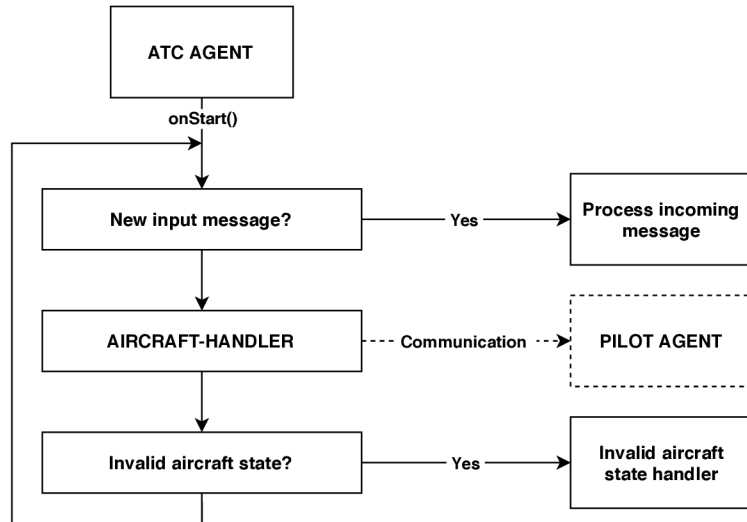 ATC AGENT
onStart()
New input message?
Yes
Process incoming
message
AIRCRAFT-HANDLER
Communication
PILOT AGENT
Invalid aircraft state?
Yes
Invalid aircraft
state handler